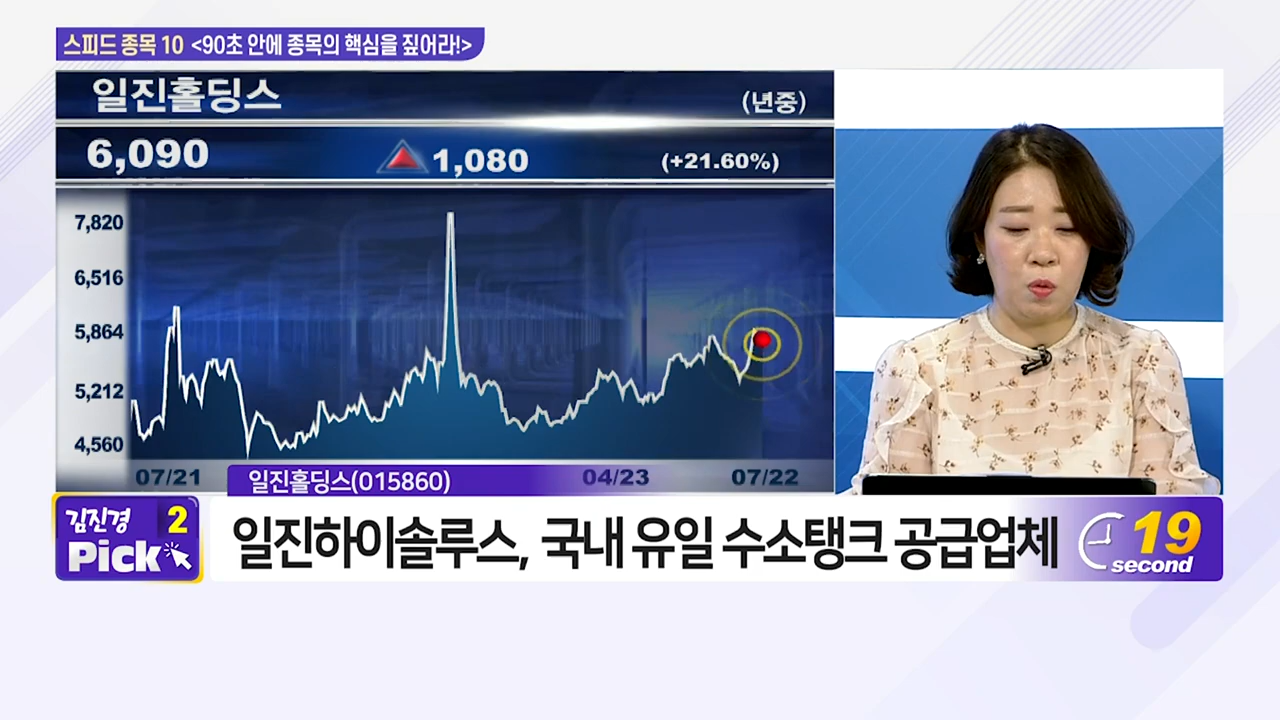 스피드 종목 10 <90초 안에 종목의 핵심을 짚어라!>
일진홀딩스 (년중)
6,090 1,080 (+21.60%)
7,820
6,516
5,864
5,212
4,560
07/21 04/23 07/22
일진홀딩스(015860)
김진경 2
Pick
일진하이솔루스, 국내 유일 수소탱크 공급업체
19
second